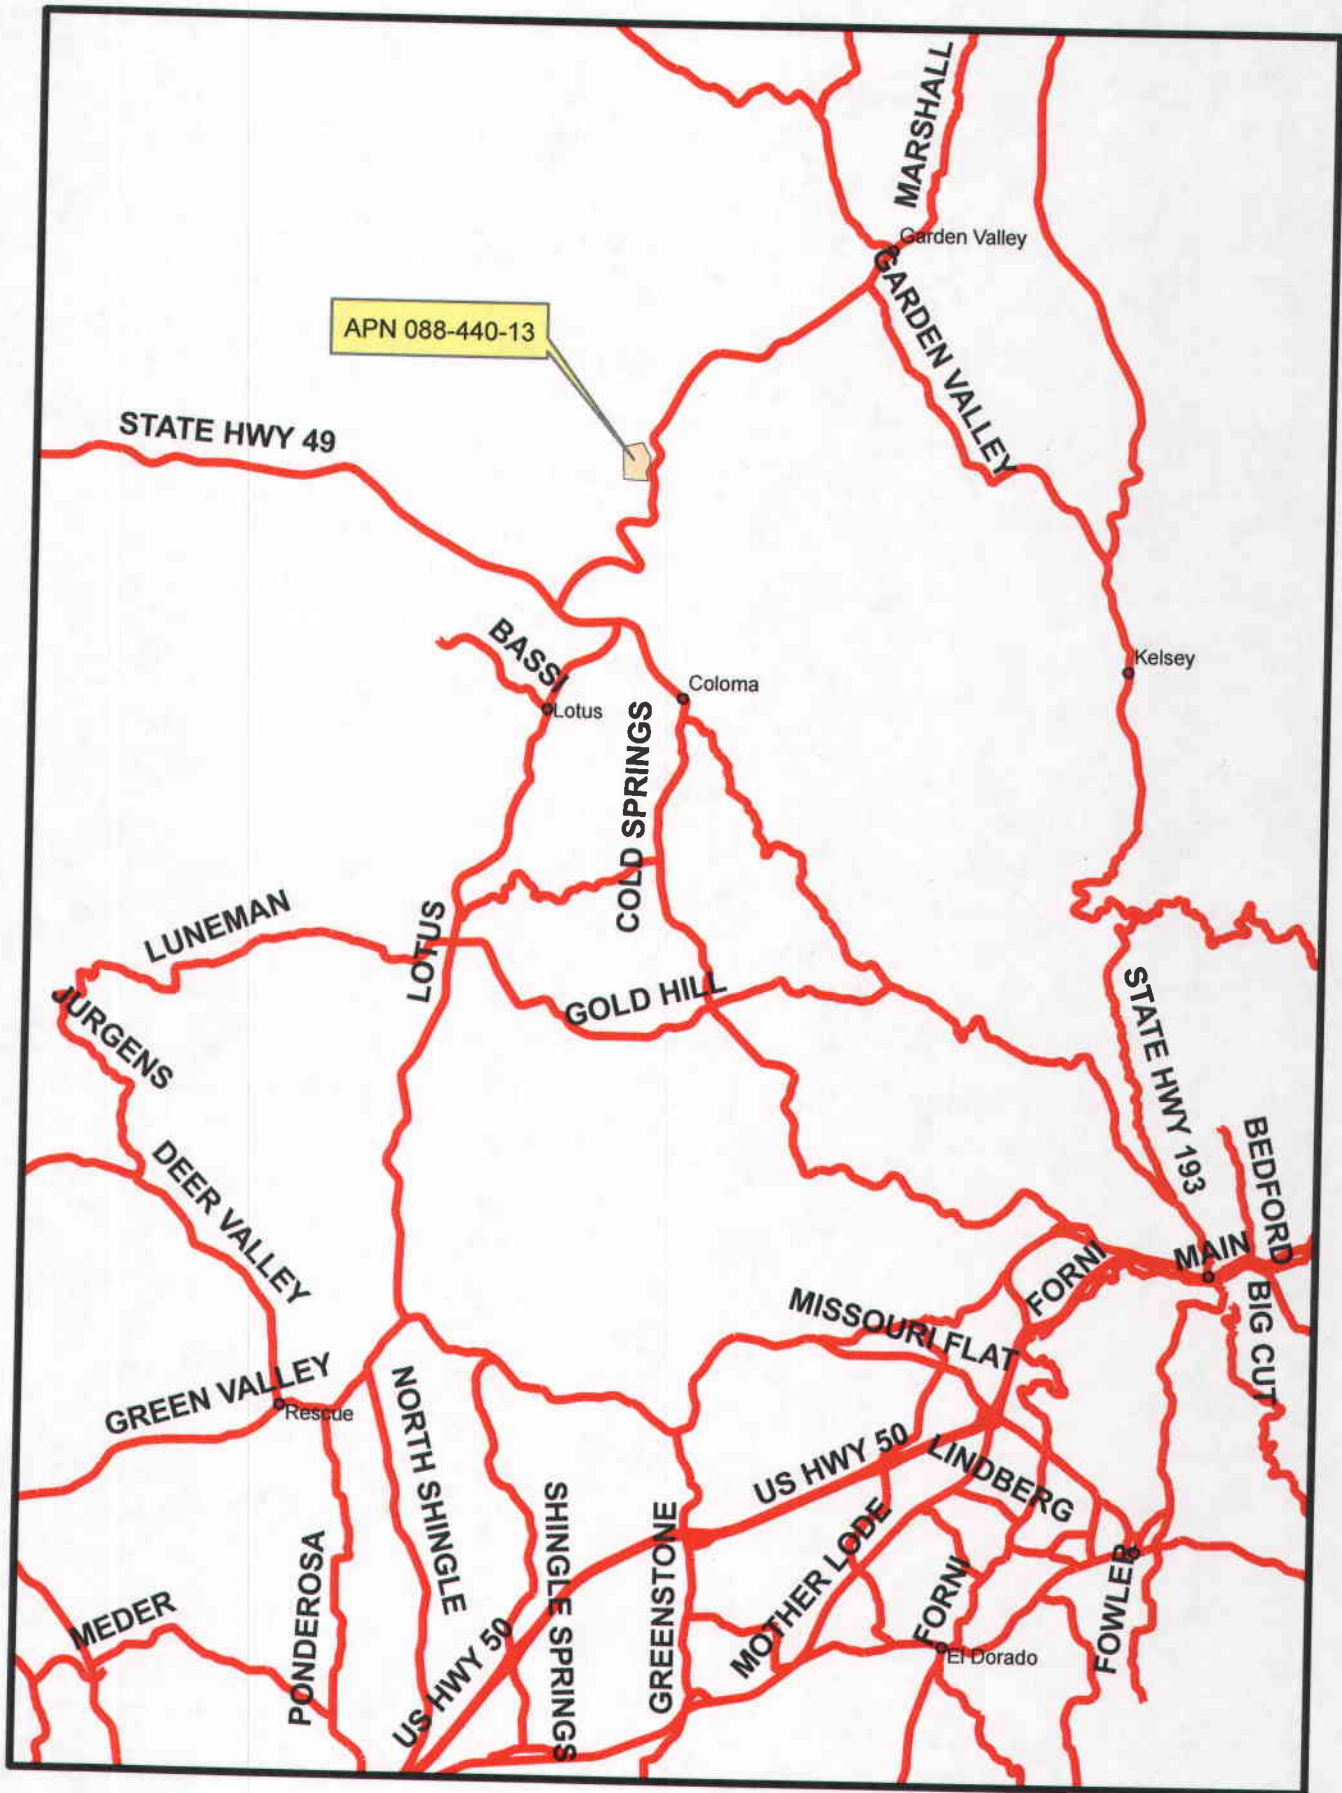 MARSHALL
Garden Valley
GARDEN VALLEY
APN 088-440-13
STATE HWY 49
BASSI
Lotus
Coloma
Kelsey
COLD SPRINGS
LUNEMAN
LOTUS
GOLD HILL
JURGENS
STATE HWY 193
BEDFORD
DEER VALLEY
MAIN
FORNI
MISSOURI FLAT
BIG CUT
GREEN VALLEY
Rescue
NORTH SHINGLE
US HWY 50
LINDBERG
SHINGLE SPRINGS
GREENSTONE
MOTHER LODE
PONDEROSA
MEDER
US HWY 50
FORNI
FOWLER
El Dorado